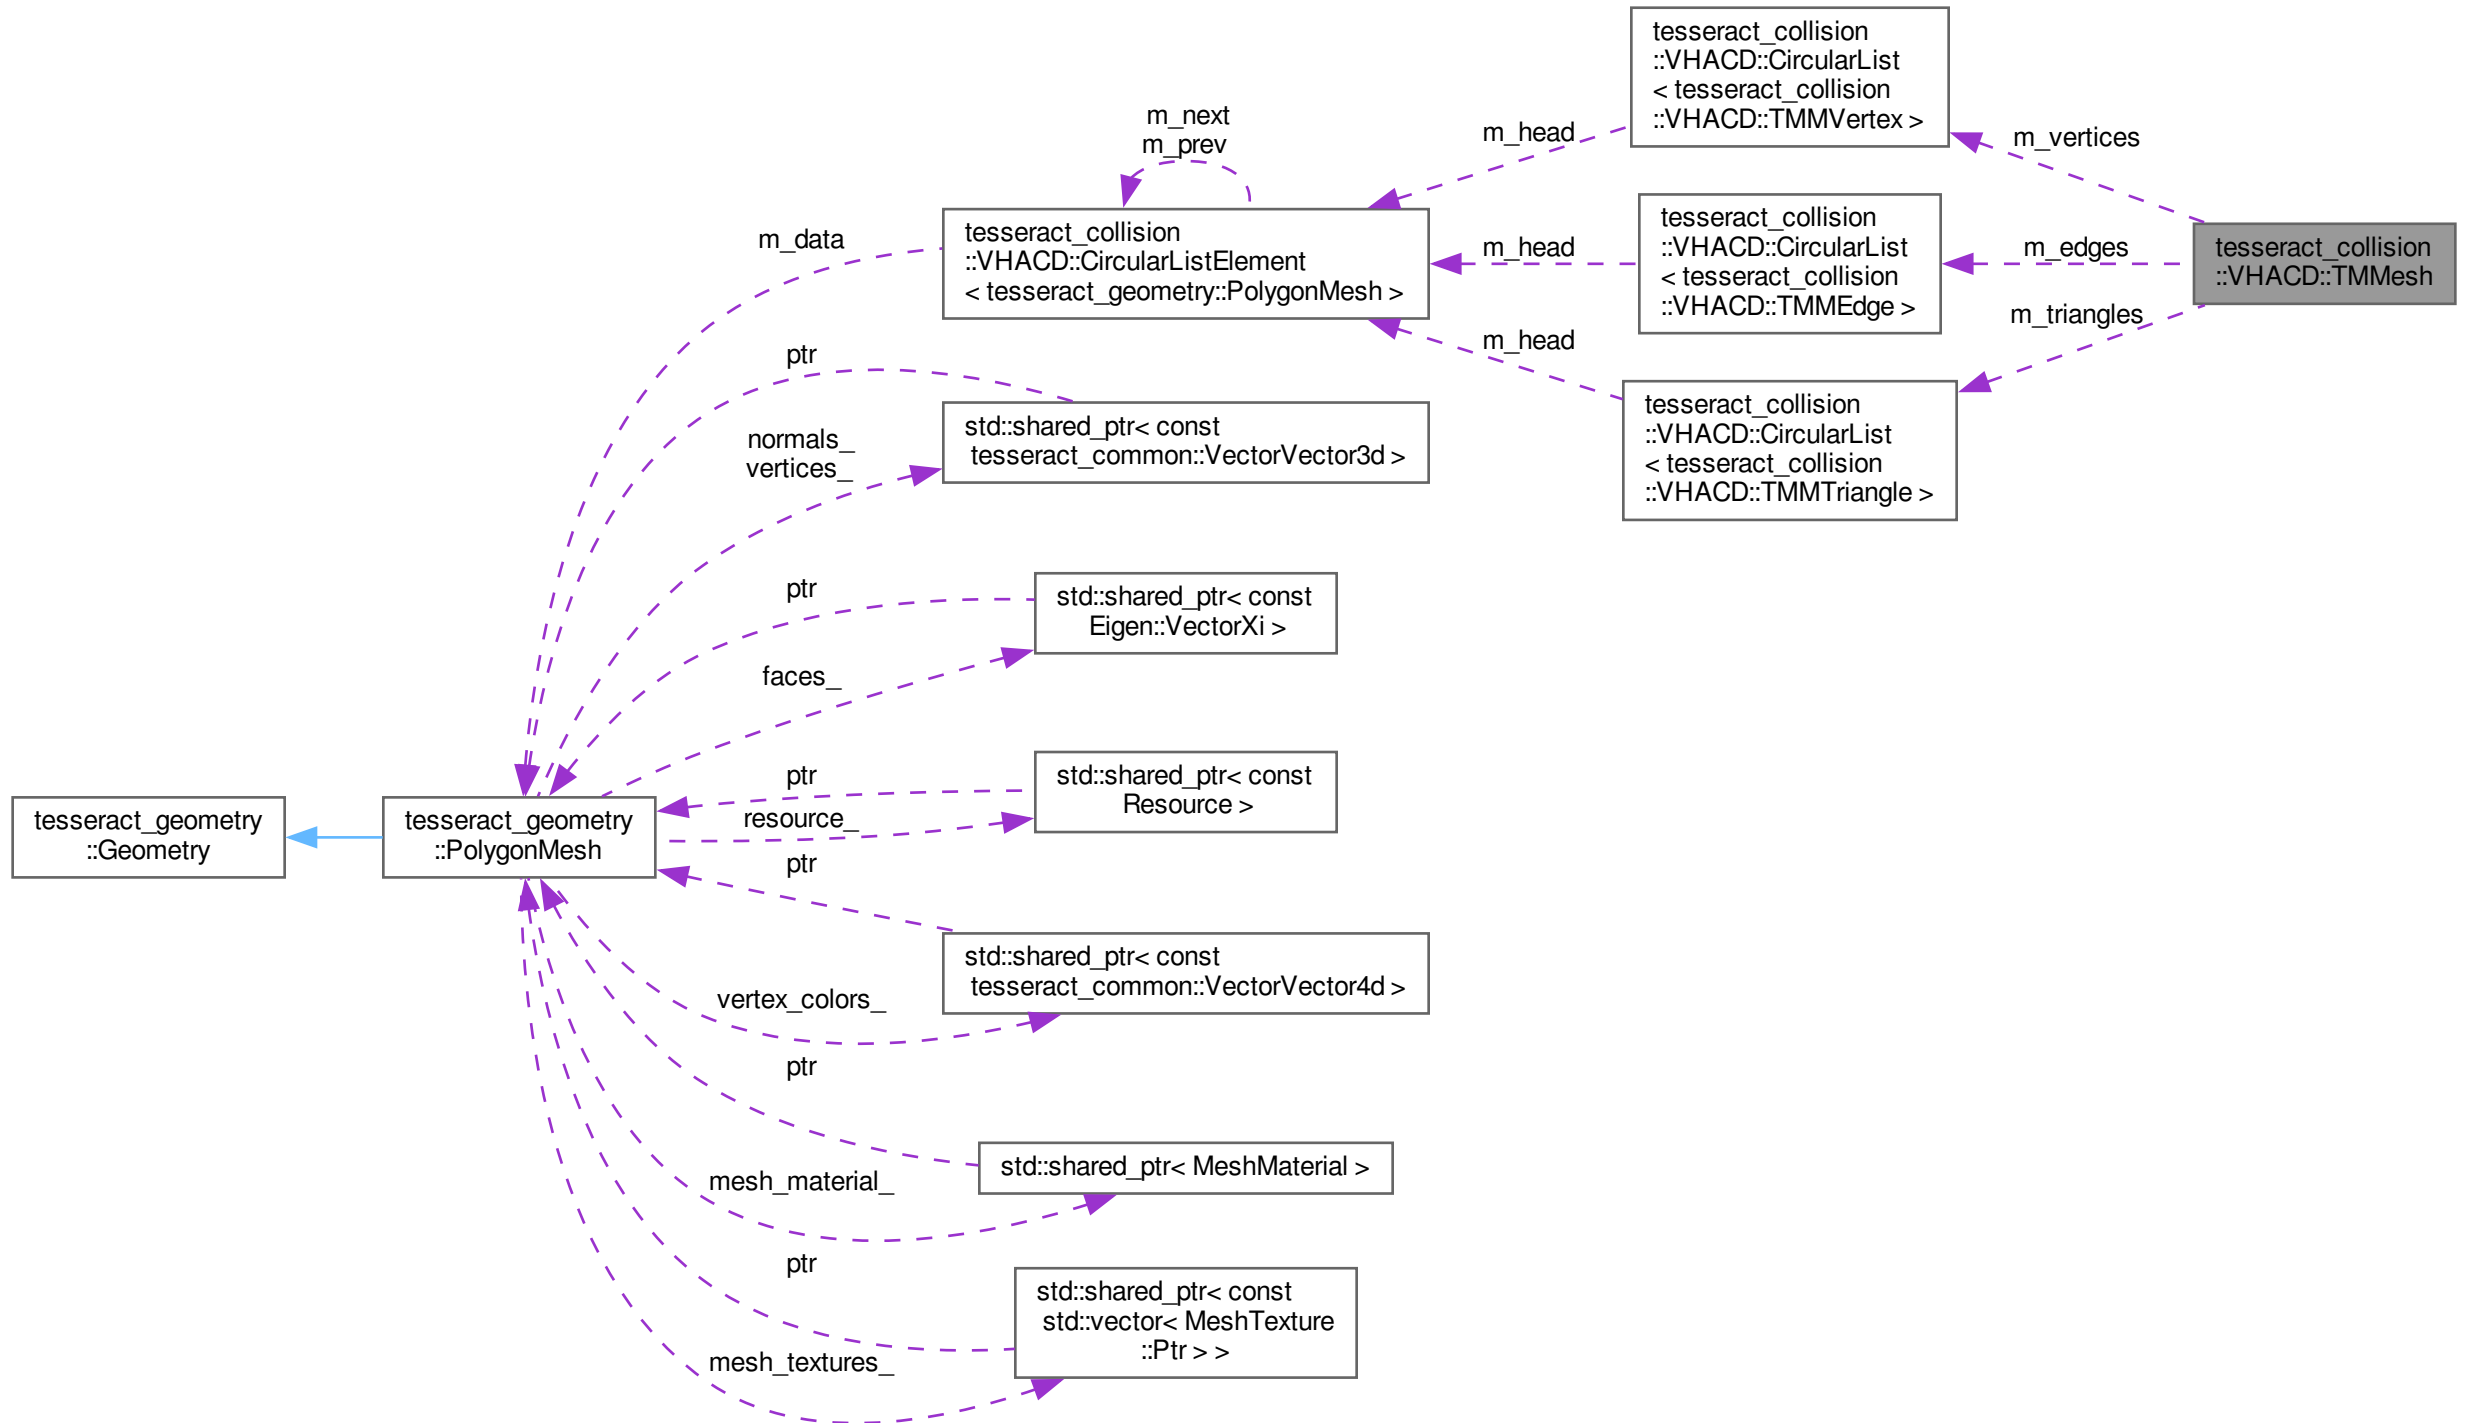 tesseract_collision
::VHACD::CircularList
< tesseract_collision
::VHACD::TMMVertex >
m_next
m_prev
m_head
m_vertices
tesseract_collision
::VHACD::CircularListElement
< tesseract_geometry::PolygonMesh >
m_data
m_head
tesseract_collision
::VHACD::CircularList
< tesseract_collision
::VHACD::TMMEdge >
m_edges
tesseract_collision
::VHACD::TMMesh
m_triangles
m_head
ptr
tesseract_collision
::VHACD::CircularList
< tesseract_collision
::VHACD::TMMTriangle >
normals_
vertices_
std::shared_ptr< const
tesseract_common::VectorVector3d >
ptr
std::shared_ptr< const
Eigen::VectorXi >
faces_
ptr
std::shared_ptr< const
Resource >
resource_
tesseract_geometry
::Geometry
tesseract_geometry
::PolygonMesh
ptr
std::shared_ptr< const
tesseract_common::VectorVector4d >
vertex_colors_
ptr
std::shared_ptr< MeshMaterial >
mesh_material_
ptr
std::shared_ptr< const
std::vector< MeshTexture
::Ptr > >
mesh_textures_